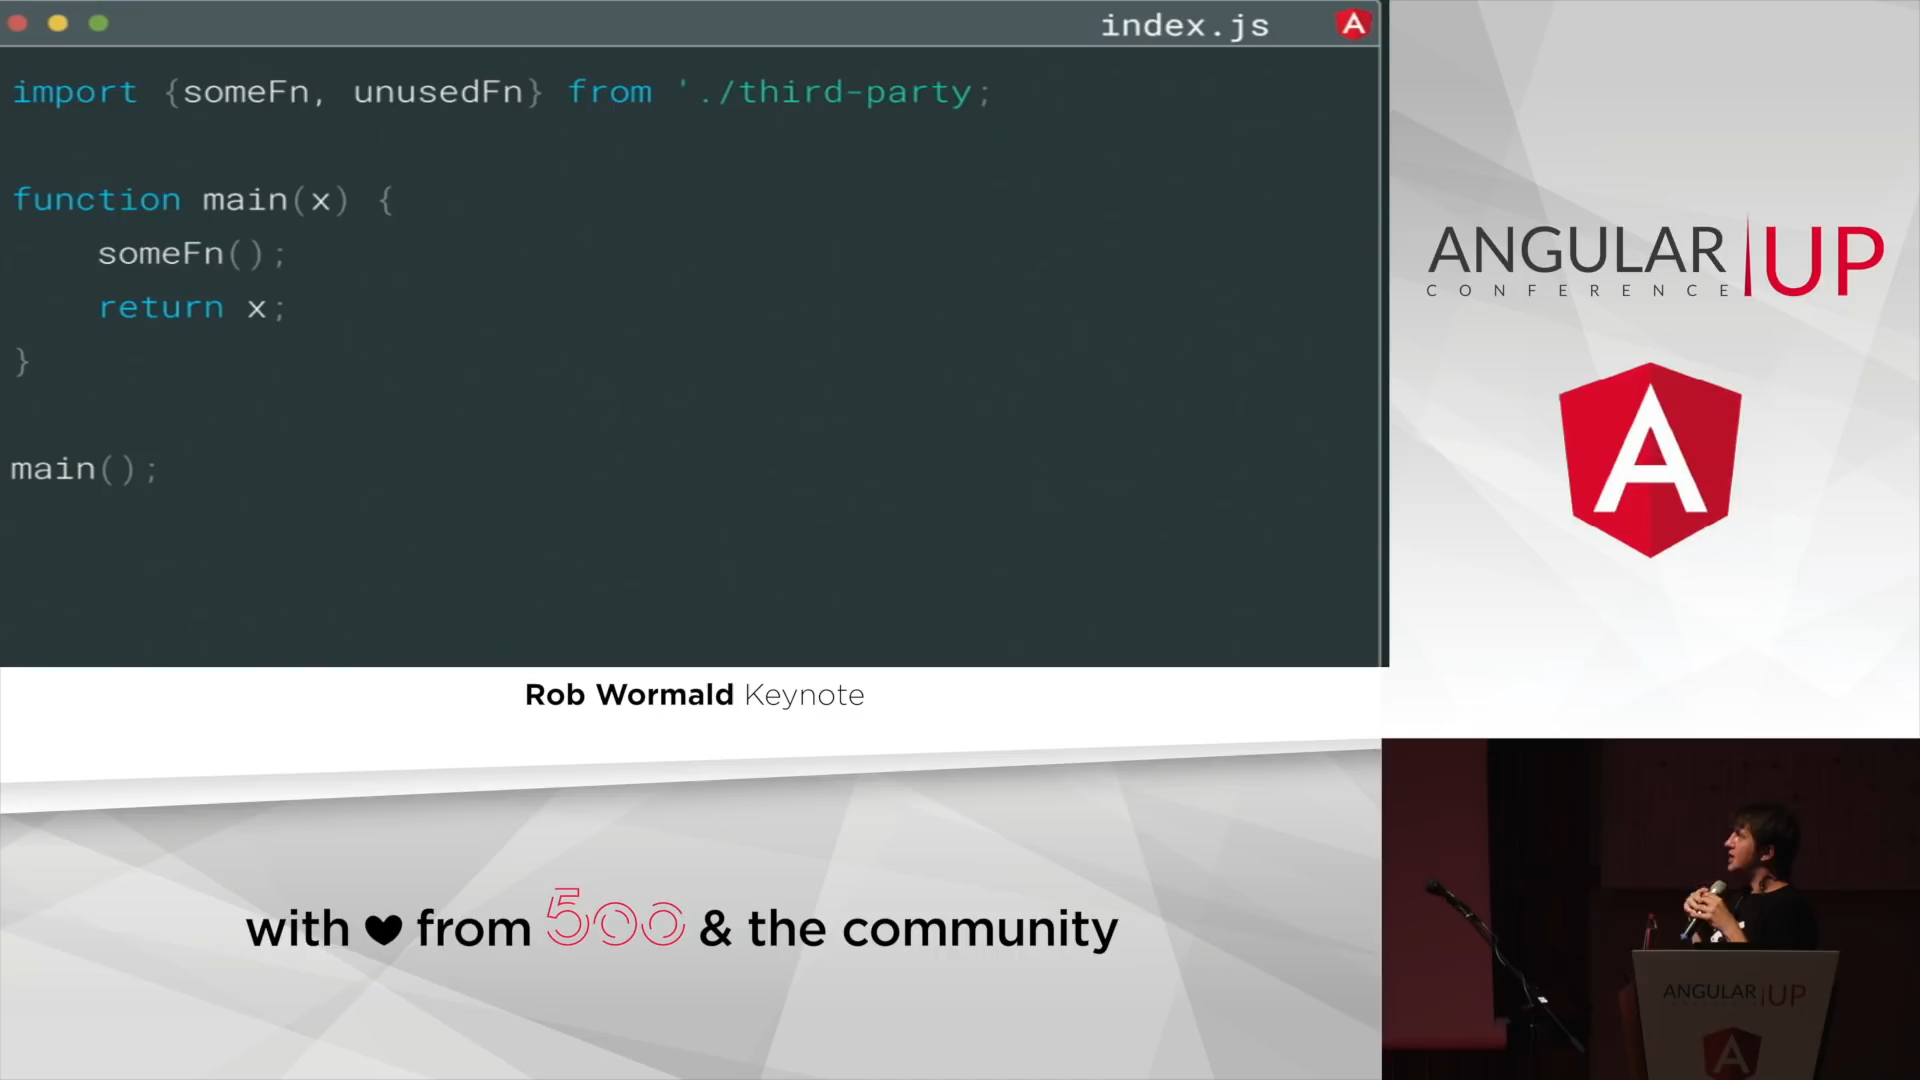 index.js
import {someFn, unusedFn} from './third-party;
function main(x) {
someFn();
return x;
}
main();
Rob Wormald Keynote
with ♥ from 500 & the community
ANGULAR UP
CONFERENCE
ANGULAR UP